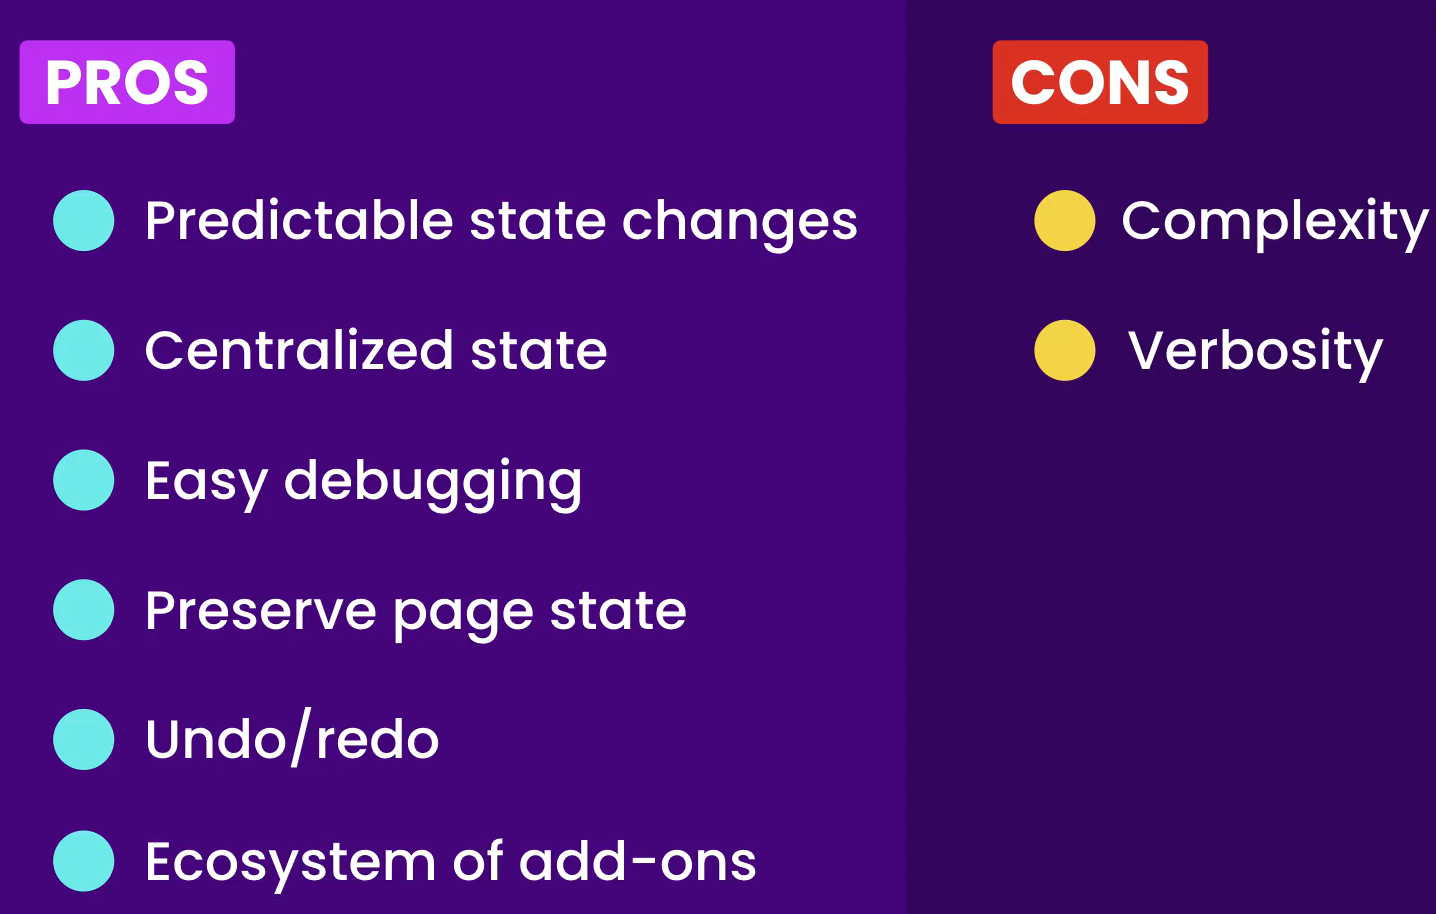 PROS
Predictable state changes
Centralized state
Easy debugging
Preserve page state
Undo/redo
Ecosystem of add-ons
CONS
Complexity
Verbosity